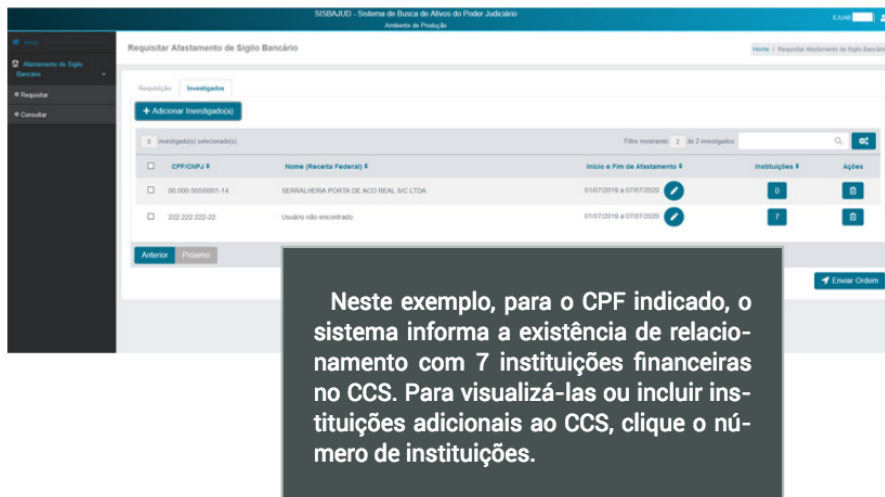 SISBAJUD - Sistema de Busca de Ativos do Poder Judiciário
Ambiente de Produção
EJUAB
Início
Afastamento de Sigilo
Bancário
Requisitar
Consultar
Requisitar Afastamento de Sigilo Bancário
Home / Requisitar Afastamento de Sigilo Bancário
Requisição Investigados
+ Adicionar Investigado(a)
0 investigado(s) selecionado(s)
Filtro mostrando 2 de 2 investigados
CPF/CNPJ Nome (Receita Federal) Início e Fim de Afastamento Instituições Ações
00.000.005/0001-14 SERRALHERIA PORTA DE ACO REAL S/C LTDA 01/07/2019 a 07/07/2020 0
222.222.222-22 Usuário não encontrado 01/07/2019 a 07/07/2020 7
Anterior Próximo
Enviar Ordem
Neste exemplo, para o CPF indicado, o
sistema informa a existência de relacio-
namento com 7 instituições financeiras
no CCS. Para visualizá-las ou incluir ins-
tituições adicionais ao CCS, clique o nú-
mero de instituições.